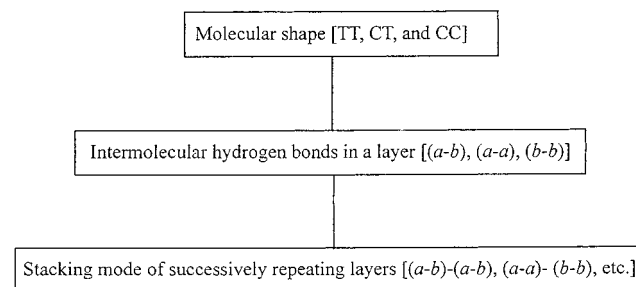 Molecular shape [TT, CT, and CC]
Intermolecular hydrogen bonds in a layer [(a-b), (a-a), (b-b)]
Stacking mode of successively repeating layers [(a-b)-(a-b), (a-a)- (b-b), etc.]